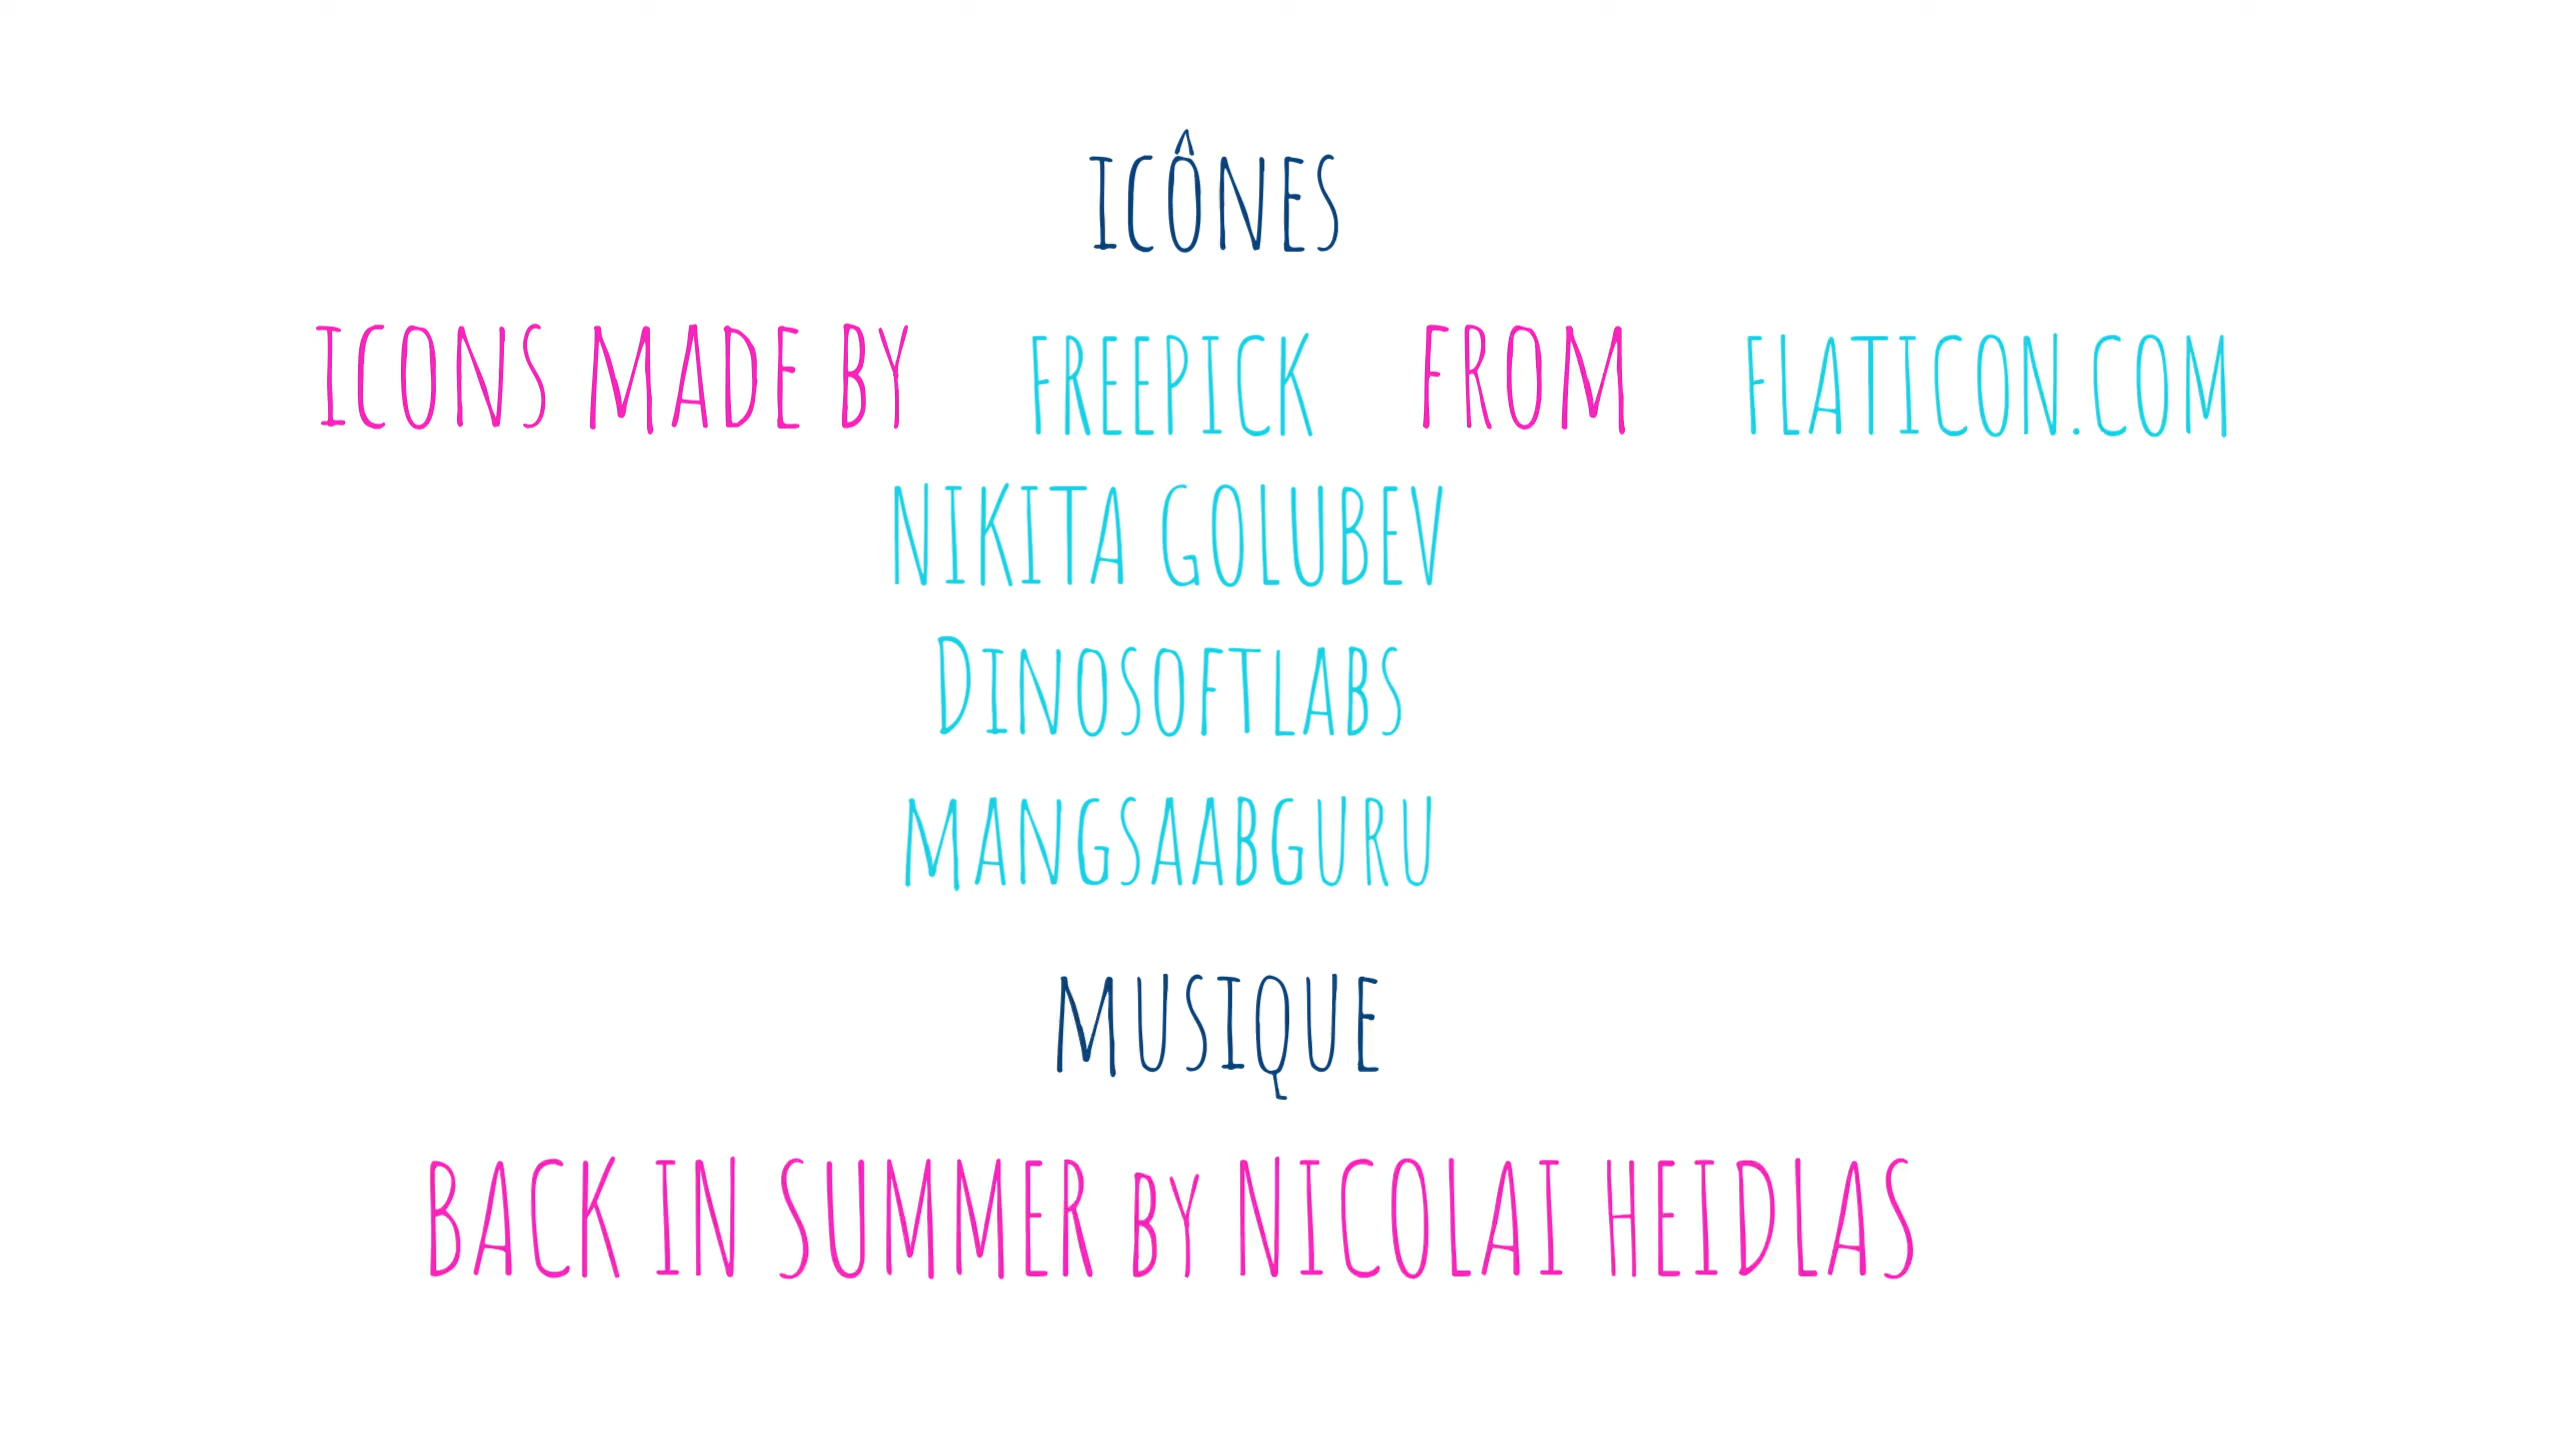 ICÔNES
ICONS MADE BY FREEPICK FROM FLATICON.COM
NIKITA GOLUBEV
DINOSOFTLABS
MANGSAABGURU
MUSIQUE
BACK IN SUMMER BY NICOLAI HEIDLAS